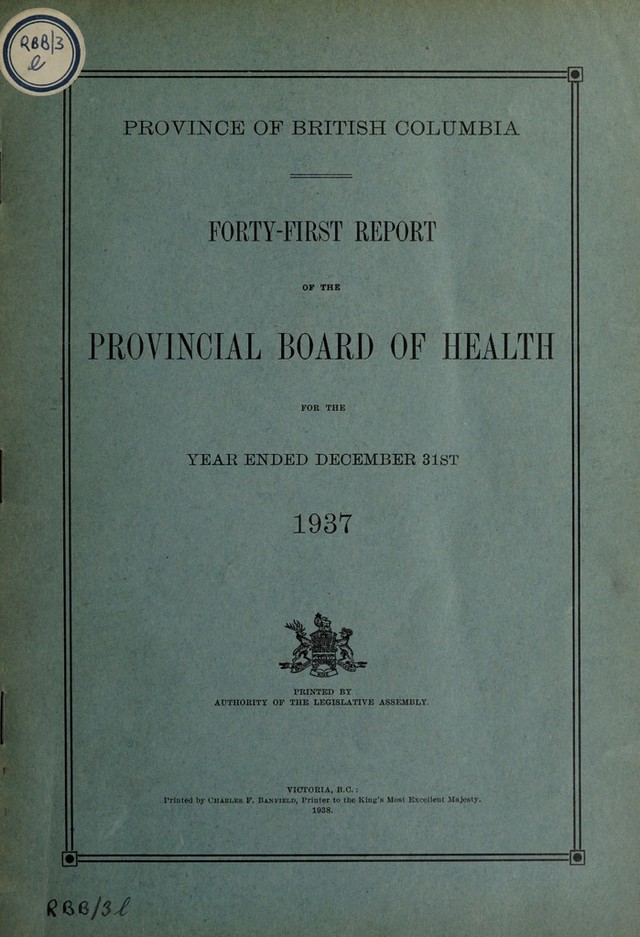 RBB/3
l
PROVINCE OF BRITISH COLUMBIA
FORTY-FIRST REPORT
OF THE
PROVINCIAL BOARD OF HEALTH
FOR THE
YEAR ENDED DECEMBER 31ST
1937
PRINTED BY
AUTHORITY OF THE LEGISLATIVE ASSEMBLY.
VICTORIA, B.C.:
Printed by CHARLES F. BANFIELD, Printer to the King's Most Excellent Majesty.
1938.
RBB/3l